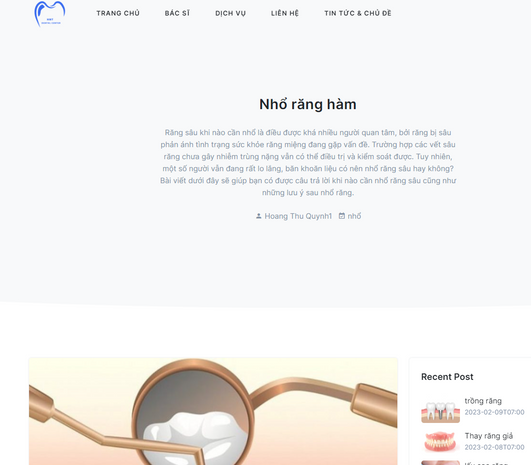 TRANG CHỦ BÁC SĨ DỊCH VỤ LIÊN HỆ TIN TỨC & CHỦ ĐỀ
Nhổ răng hàm
Răng sâu khi nào cần nhổ là điều được khá nhiều người quan tâm, bởi răng bị sâu
phản ánh tình trạng sức khỏe răng miệng đang gặp vấn đề. Trường hợp các vết sâu
răng chưa gây nhiễm trùng nặng vẫn có thể điều trị và kiểm soát được. Tuy nhiên,
một số người vẫn đang rất lo lắng, băn khoăn liệu có nên nhổ răng sâu hay không?
Bài viết dưới đây sẽ giúp bạn có được câu trả lời khi nào cần nhổ răng sâu cũng như
những lưu ý sau nhổ răng.
Hoang Thu Quynh1 nhổ
Recent Post
trồng răng
2023-02-09T07:00
Thay răng giả
2023-02-08T07:00